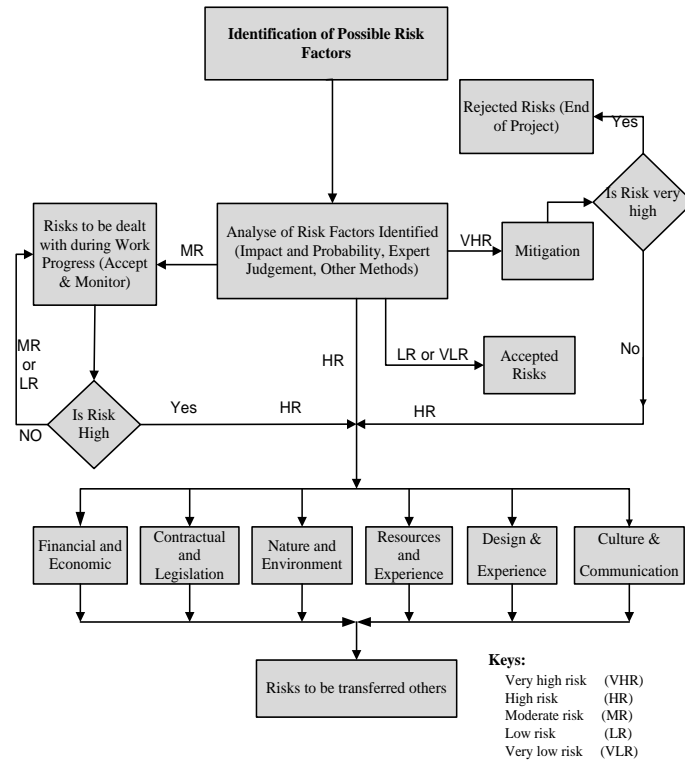 Identification of Possible Risk
Factors
Rejected Risks (End
of Project)
Yes
Is Risk very
high
Risks to be dealt
with during Work
Progress (Accept
& Monitor)
MR
Analyse of Risk Factors Identified
(Impact and Probability, Expert
Judgement, Other Methods)
VHR
Mitigation
MR
or
LR
HR
LR or VLR
Accepted
Risks
No
Is Risk
High
NO
Yes
HR
HR
Financial and
Economic
Contractual
and
Legislation
Nature and
Environment
Resources
and
Experience
Design &
Experience
Culture &
Communication
Risks to be transferred others
Keys:
Very high risk (VHR)
High risk (HR)
Moderate risk (MR)
Low risk (LR)
Very low risk (VLR)